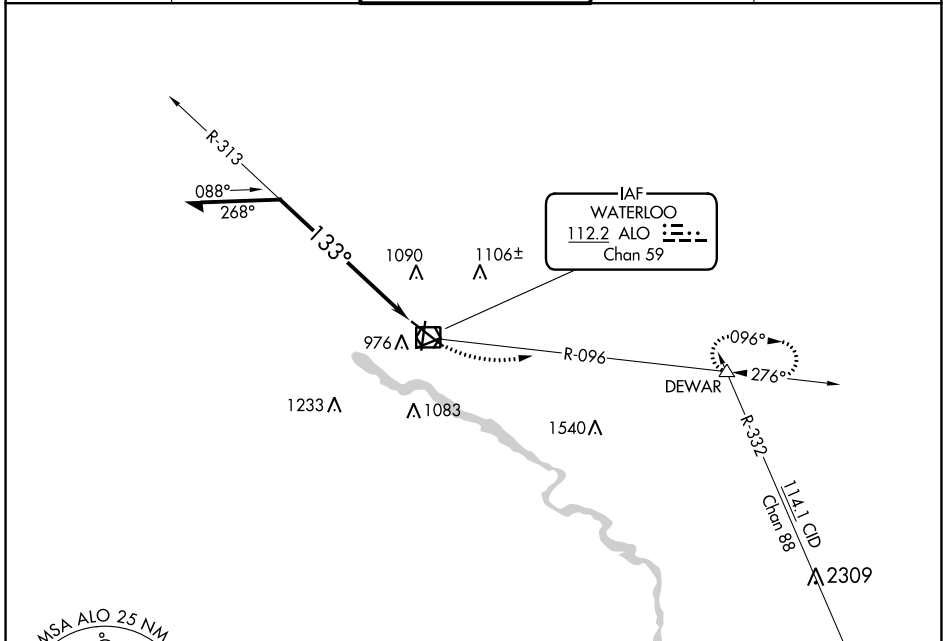 R-313
088°
268°
133°
IAF
WATERLOO
112.2 ALO
Chan 59
1090
1106±
976
R-096
096°
276°
DEWAR
1233
1083
1540
R-332
114.1 CID
Chan 88
2309
MSA ALO 25 NM